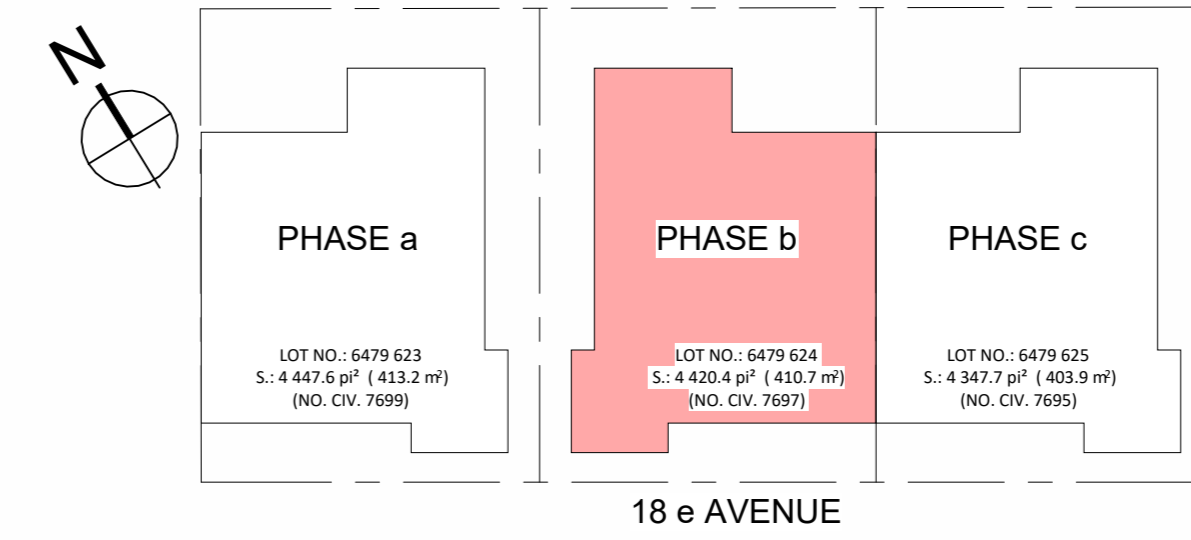 N
PHASE a
LOT NO.: 6479 623
S.: 4 447.6 pi² ( 413.2 m²)
(NO. CIV. 7699)
PHASE b
LOT NO.: 6479 624
S.: 4 420.4 pi² ( 410.7 m²)
(NO. CIV. 7697)
PHASE c
LOT NO.: 6479 625
S.: 4 347.7 pi² ( 403.9 m²)
(NO. CIV. 7695)
18 e AVENUE